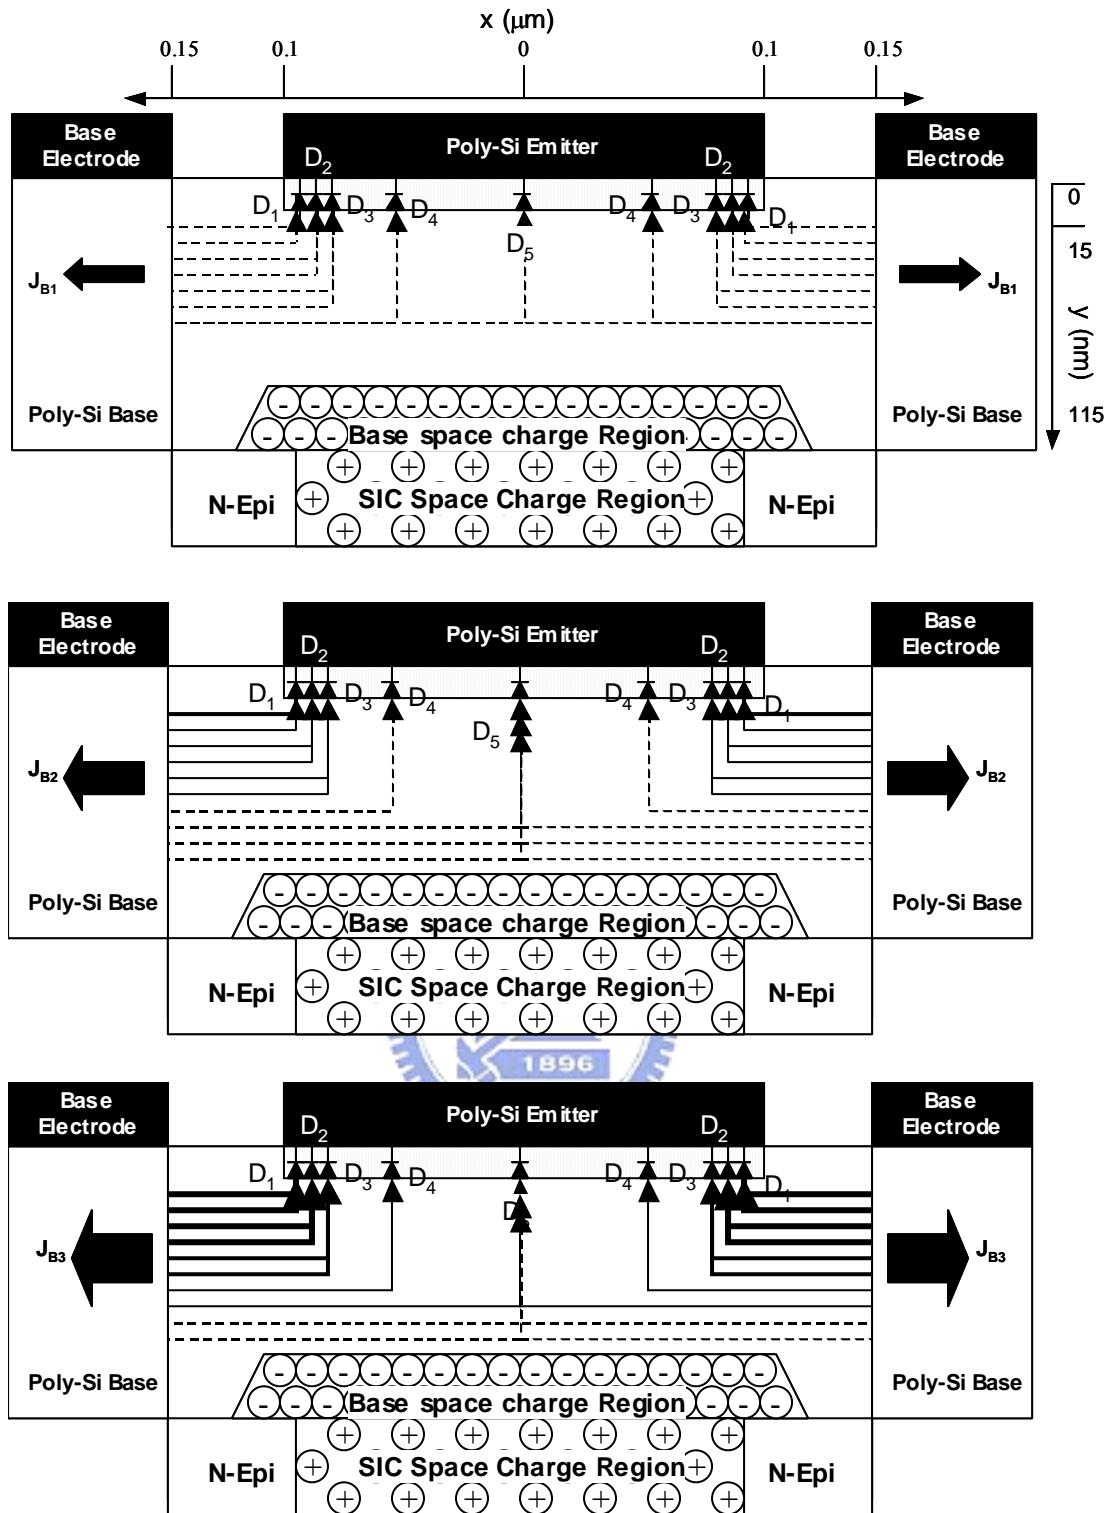 x (μm)
0.15 0.1 0 0.1 0.15
Base Electrode Poly-Si Emitter Base Electrode
D2 D2
D1 D3 D4 D5 D4 D3 D1
0
15
y (nm)
115
JB1 JB1
Poly-Si Base Poly-Si Base
- - - - - - - - - - - - - - - -
- - - Base space charge Region - - - -
+ + + + + + +
N-Epi + SIC Space Charge Region + N-Epi
+ + + + + + +
Base Electrode Poly-Si Emitter Base Electrode
D2 D2
D1 D3 D4 D5 D4 D3 D1
JB2 JB2
Poly-Si Base Poly-Si Base
- - - - - - - - - - - - - - - -
- - - Base space charge Region - - -
+ + + + + + +
N-Epi + SIC Space Charge Region + N-Epi
+ + + + + + +
1896
Base Electrode Poly-Si Emitter Base Electrode
D2 D2
D1 D3 D4 D4 D3 D1
JB3 JB3
Poly-Si Base Poly-Si Base
- - - - - - - - - - - - - - - -
- - - Base space charge Region - - -
+ + + + + + +
N-Epi + SIC Space Charge Region + N-Epi
+ + + + + + +